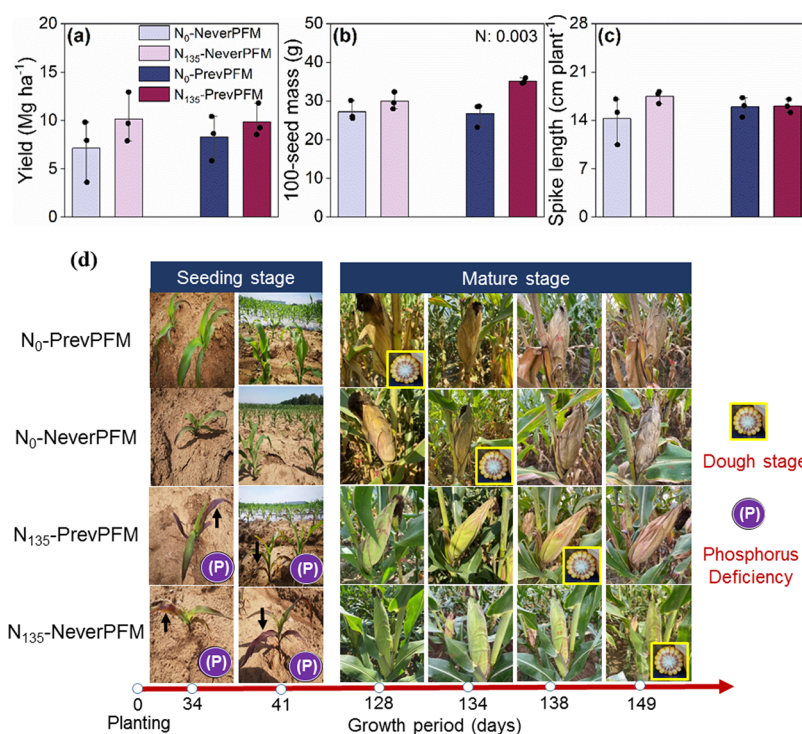 (a)
N₀-NeverPFM
N₁₃₅-NeverPFM
N₀-PrevPFM
N₁₃₅-PrevPFM
Yield (Mg ha⁻¹)
20
15
10
5
0
(b)
N: 0.003
100-seed mass (g)
50
40
30
20
10
0
(c)
Spike length (cm plant⁻¹)
28
21
14
7
0
(d)
Seeding stage
Mature stage
N₀-PrevPFM
N₀-NeverPFM
N₁₃₅-PrevPFM
N₁₃₅-NeverPFM
(P)
(P)
(P)
(P)
Dough stage
(P)
Phosphorus
Deficiency
0
34
41
128
134
138
149
Planting
Growth period (days)